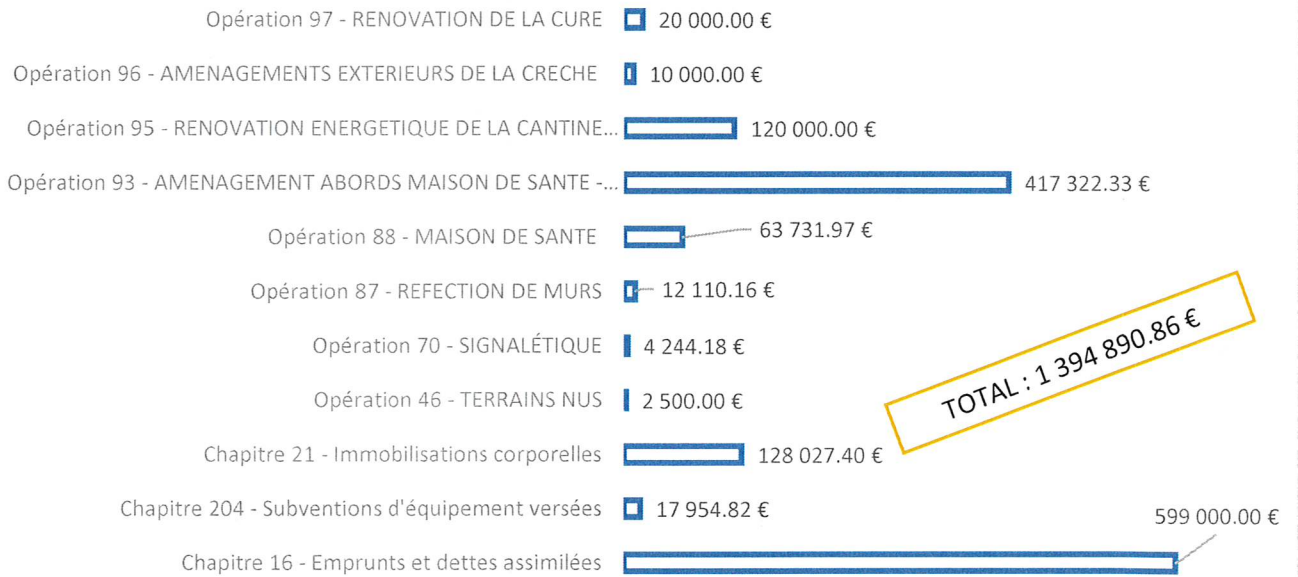 Opération 97 - RENOVATION DE LA CURE 20 000.00 €
Opération 96 - AMENAGEMENTS EXTERIEURS DE LA CRECHE 10 000.00 €
Opération 95 - RENOVATION ENERGETIQUE DE LA CANTINE... 120 000.00 €
Opération 93 - AMENAGEMENT ABORDS MAISON DE SANTE -... 417 322.33 €
Opération 88 - MAISON DE SANTE 63 731.97 €
Opération 87 - REFECTION DE MURS 12 110.16 €
Opération 70 - SIGNALÉTIQUE 4 244.18 €
Opération 46 - TERRAINS NUS 2 500.00 €
TOTAL : 1 394 890.86 €
Chapitre 21 - Immobilisations corporelles 128 027.40 €
Chapitre 204 - Subventions d'équipement versées 17 954.82 €
Chapitre 16 - Emprunts et dettes assimilées 599 000.00 €